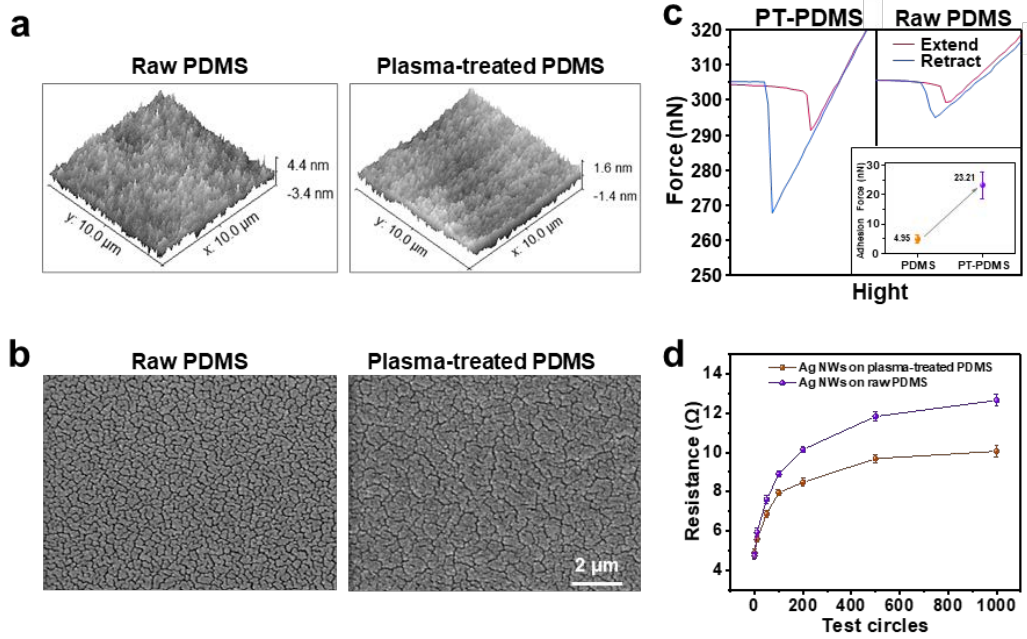 a
Raw PDMS
Plasma-treated PDMS
4.4 nm
-3.4 nm
y: 10.0 µm
x: 10.0 µm
1.6 nm
-1.4 nm
y: 10.0 µm
x: 10.0 µm
b
Raw PDMS
Plasma-treated PDMS
2 µm
c
PT-PDMS
Raw PDMS
Extend
Retract
Force (nN)
320
310
300
290
280
270
260
250
Hight
Adhesion Force (nN)
30
20
10
0
4.95
23.21
PDMS
PT-PDMS
d
Ag NWs on plasma-treated PDMS
Ag NWs on raw PDMS
Resistance (Ω)
14
12
10
8
6
4
0
200
400
600
800
1000
Test circles